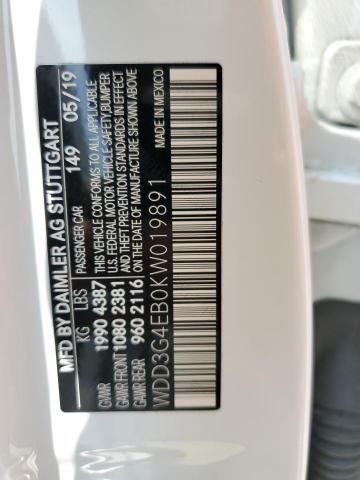 MFD BY DAIMLER AG STUTTGART
PASSENGER CAR 149 05/19
KG LBS
GVWR 1990 4387
GAWR FRONT 1080 2381
GAWR REAR 960 2116
THIS VEHICLE CONFORMS TO ALL APPLICABLE
U.S. FEDERAL MOTOR VEHICLE SAFETY, BUMPER
AND THEFT PREVENTION STANDARDS IN EFFECT
ON THE DATE OF MANUFACTURE SHOWN ABOVE
WDD3G4EB0KW019891
MADE IN MEXICO